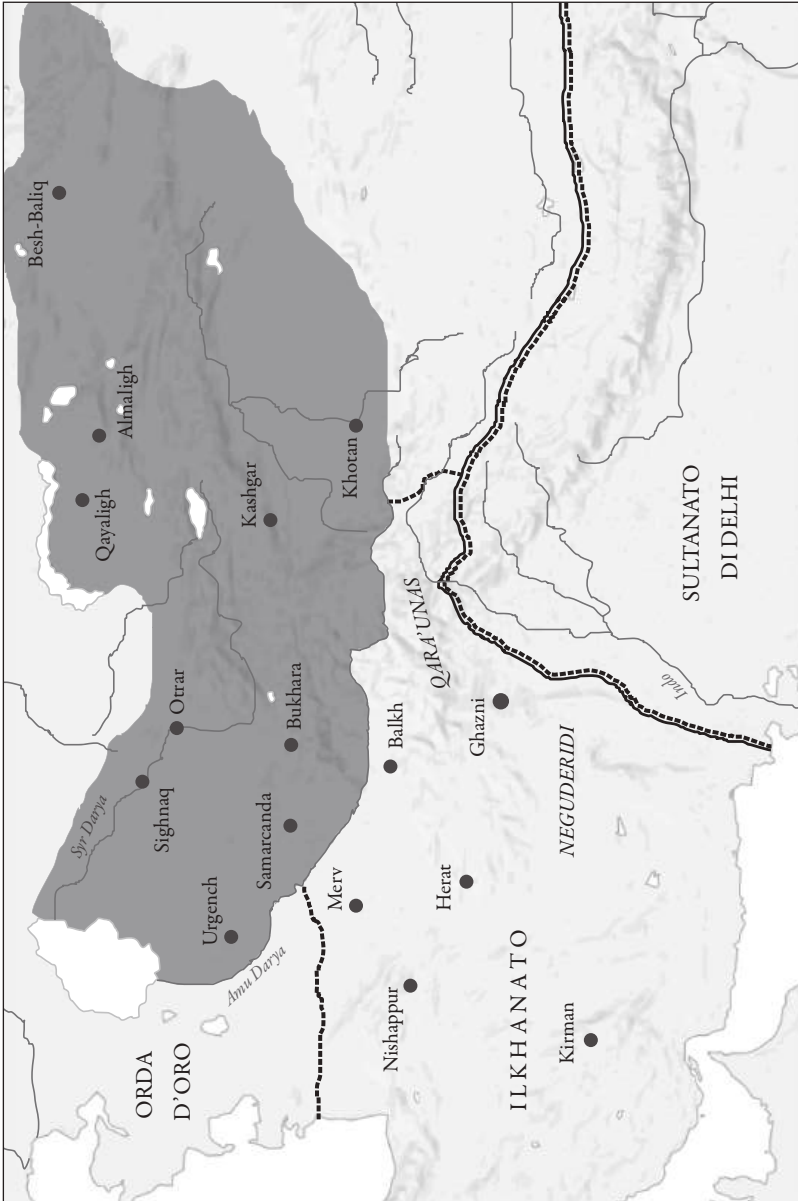 Besh-Baliq
Almaligh
Qayaligh
Kashgar
Khotan
Otrar
Syr Darya
Sighnaq
Bukhara
Samarcanda
Urgench
Amu Darya
ORDA
D'ORO
Merv
Balkh
QARA'UNAS
Ghazni
Herat
Nishappur
NEGUDERIDI
ILKHANATO
Kirman
Indo
SULTANATO
DI DELHI